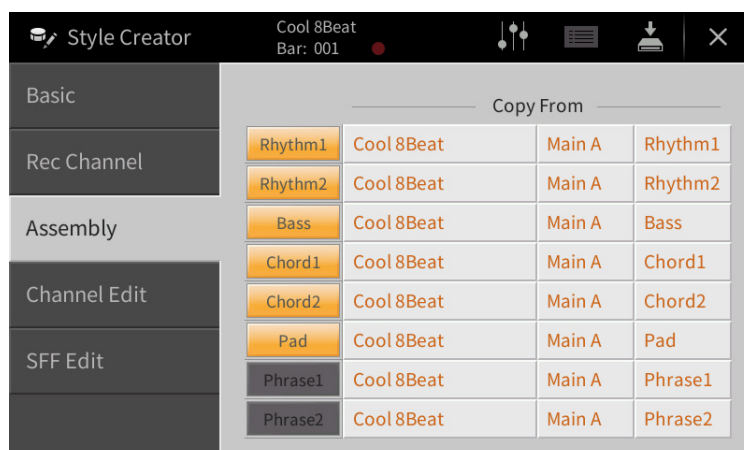 Style Creator
Cool 8Beat
Bar: 001
Basic
Rec Channel
Assembly
Channel Edit
SFF Edit
Copy From
Rhythm1 Cool 8Beat Main A Rhythm1
Rhythm2 Cool 8Beat Main A Rhythm2
Bass Cool 8Beat Main A Bass
Chord1 Cool 8Beat Main A Chord1
Chord2 Cool 8Beat Main A Chord2
Pad Cool 8Beat Main A Pad
Phrase1 Cool 8Beat Main A Phrase1
Phrase2 Cool 8Beat Main A Phrase2